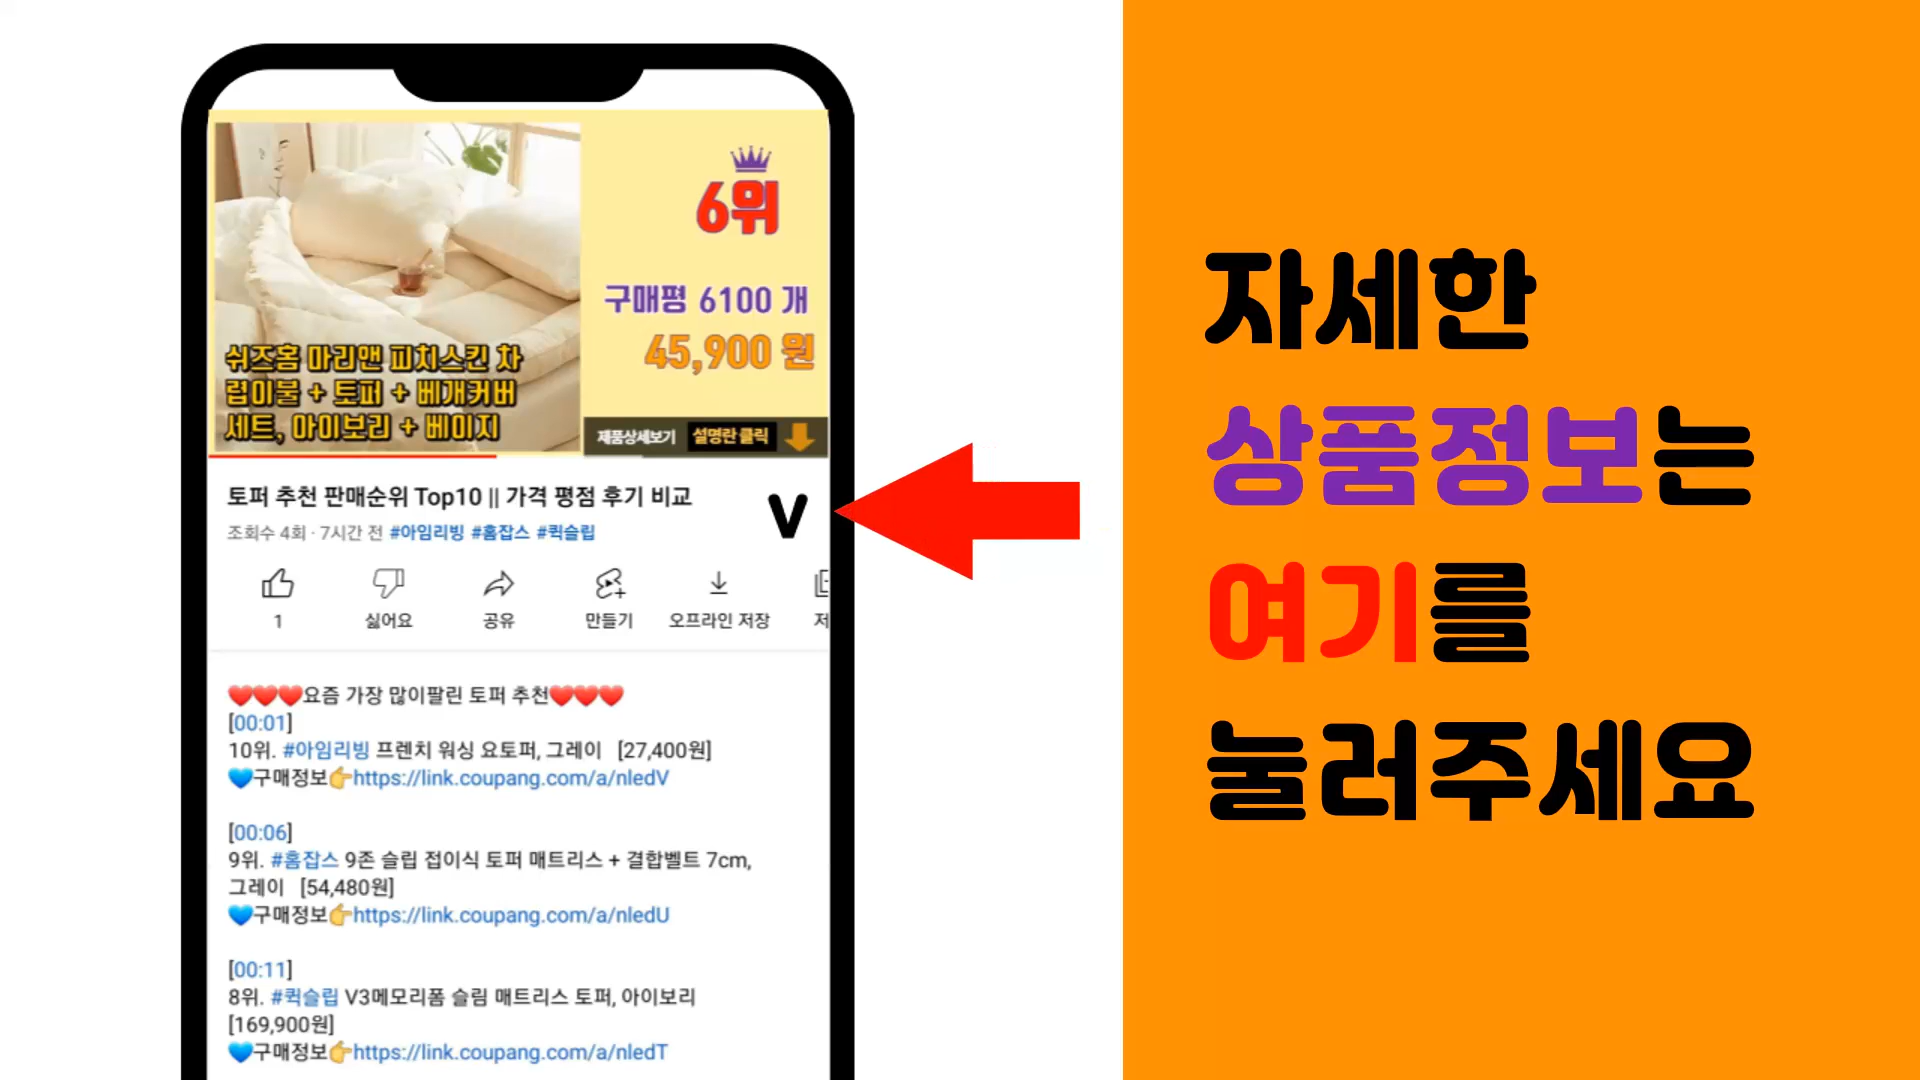 6위
구매평 6100 개
45,900 원
쉬즈홈 마리앤 피치스킨 차
렵이불 + 토퍼 + 베개커버
세트, 아이보리 + 베이지
제품상세보기 설명란 클릭
토퍼 추천 판매순위 Top10 || 가격 평점 후기 비교
V
조회수 4회 · 7시간 전 #아임리빙 #홈잡스 #퀵슬립
1 싫어요 공유 만들기 오프라인 저장 저
❤️❤️❤️요즘 가장 많이팔린 토퍼 추천❤️❤️❤️
[00:01]
10위. #아임리빙 프렌치 워싱 요토퍼, 그레이 [27,400원]
💙구매정보👉https://link.coupang.com/a/nledV
[00:06]
9위. #홈잡스 9존 슬립 접이식 토퍼 매트리스 + 결합벨트 7cm,
그레이 [54,480원]
💙구매정보👉https://link.coupang.com/a/nledU
[00:11]
8위. #퀵슬립 V3메모리폼 슬림 매트리스 토퍼, 아이보리
[169,900원]
💙구매정보👉https://link.coupang.com/a/nledT
자세한
상품정보는
여기를
눌러주세요